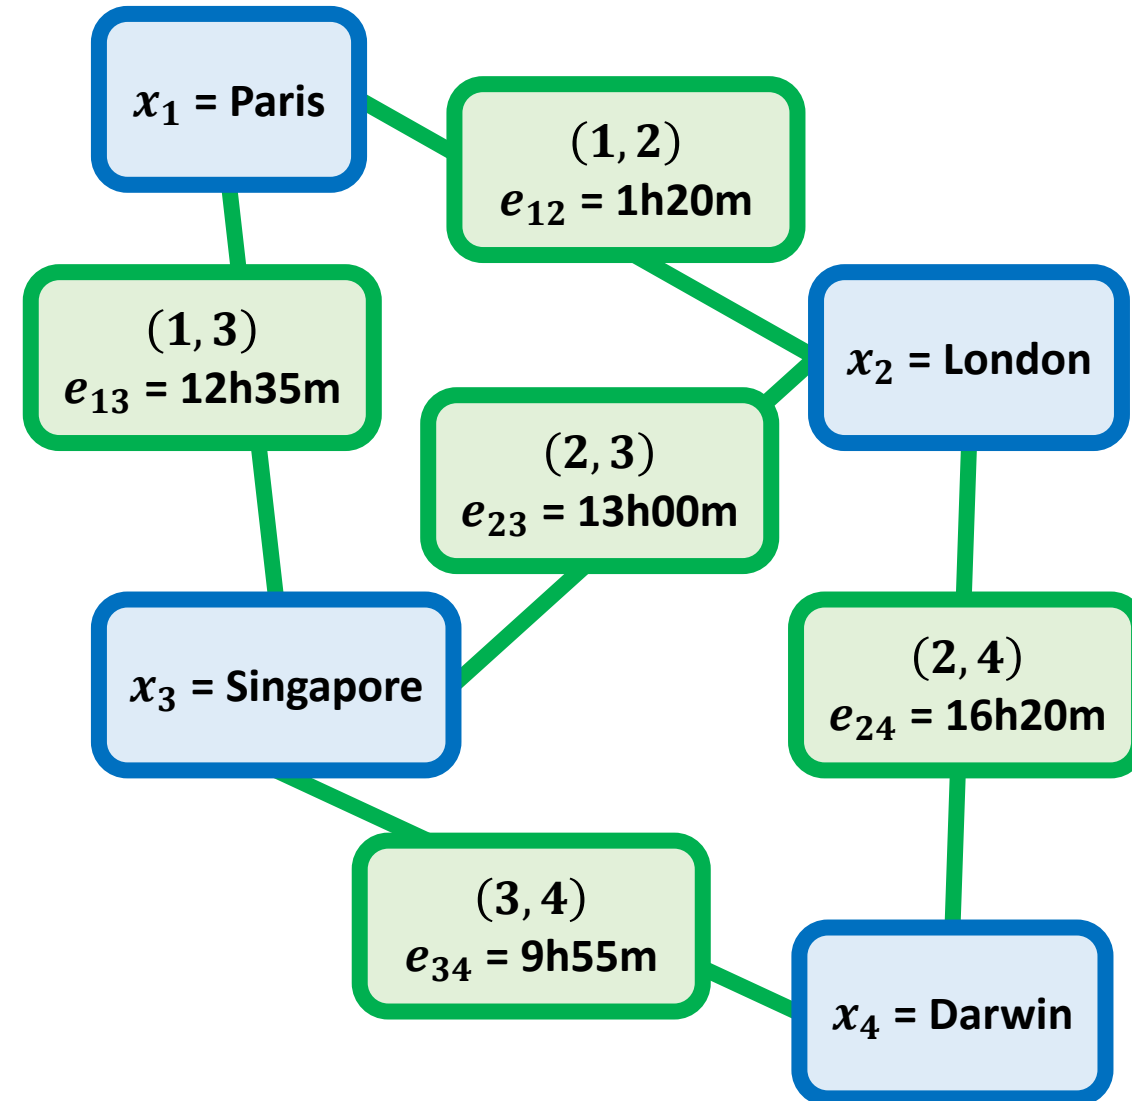 x₁ = Paris
(1, 2)
e₁₂ = 1h20m
(1, 3)
e₁₃ = 12h35m
x₂ = London
(2, 3)
e₂₃ = 13h00m
x₃ = Singapore
(2, 4)
e₂₄ = 16h20m
(3, 4)
e₃₄ = 9h55m
x₄ = Darwin